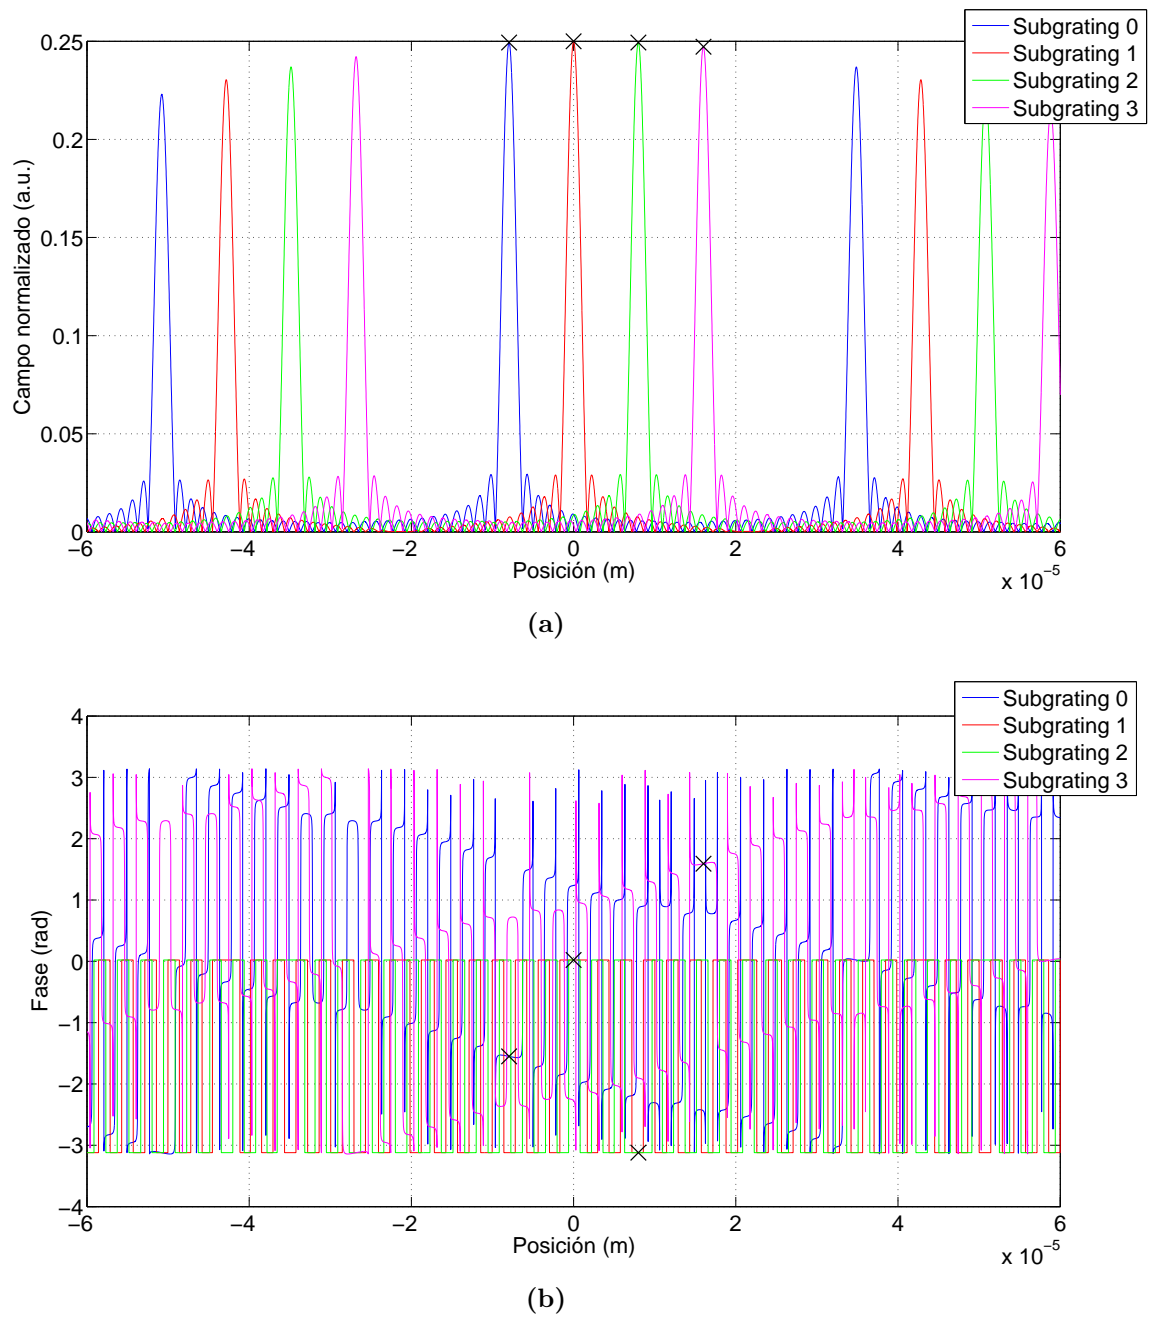 Subgrating 0
Subgrating 1
Subgrating 2
Subgrating 3
0.25
0.2
0.15
0.1
0.05
0
Campo normalizado (a.u.)
−6 −4 −2 0 2 4 6
Posición (m)
x 10⁻⁵
(a)
Subgrating 0
Subgrating 1
Subgrating 2
Subgrating 3
4
3
2
1
0
−1
−2
−3
−4
Fase (rad)
−6 −4 −2 0 2 4 6
Posición (m)
x 10⁻⁵
(b)